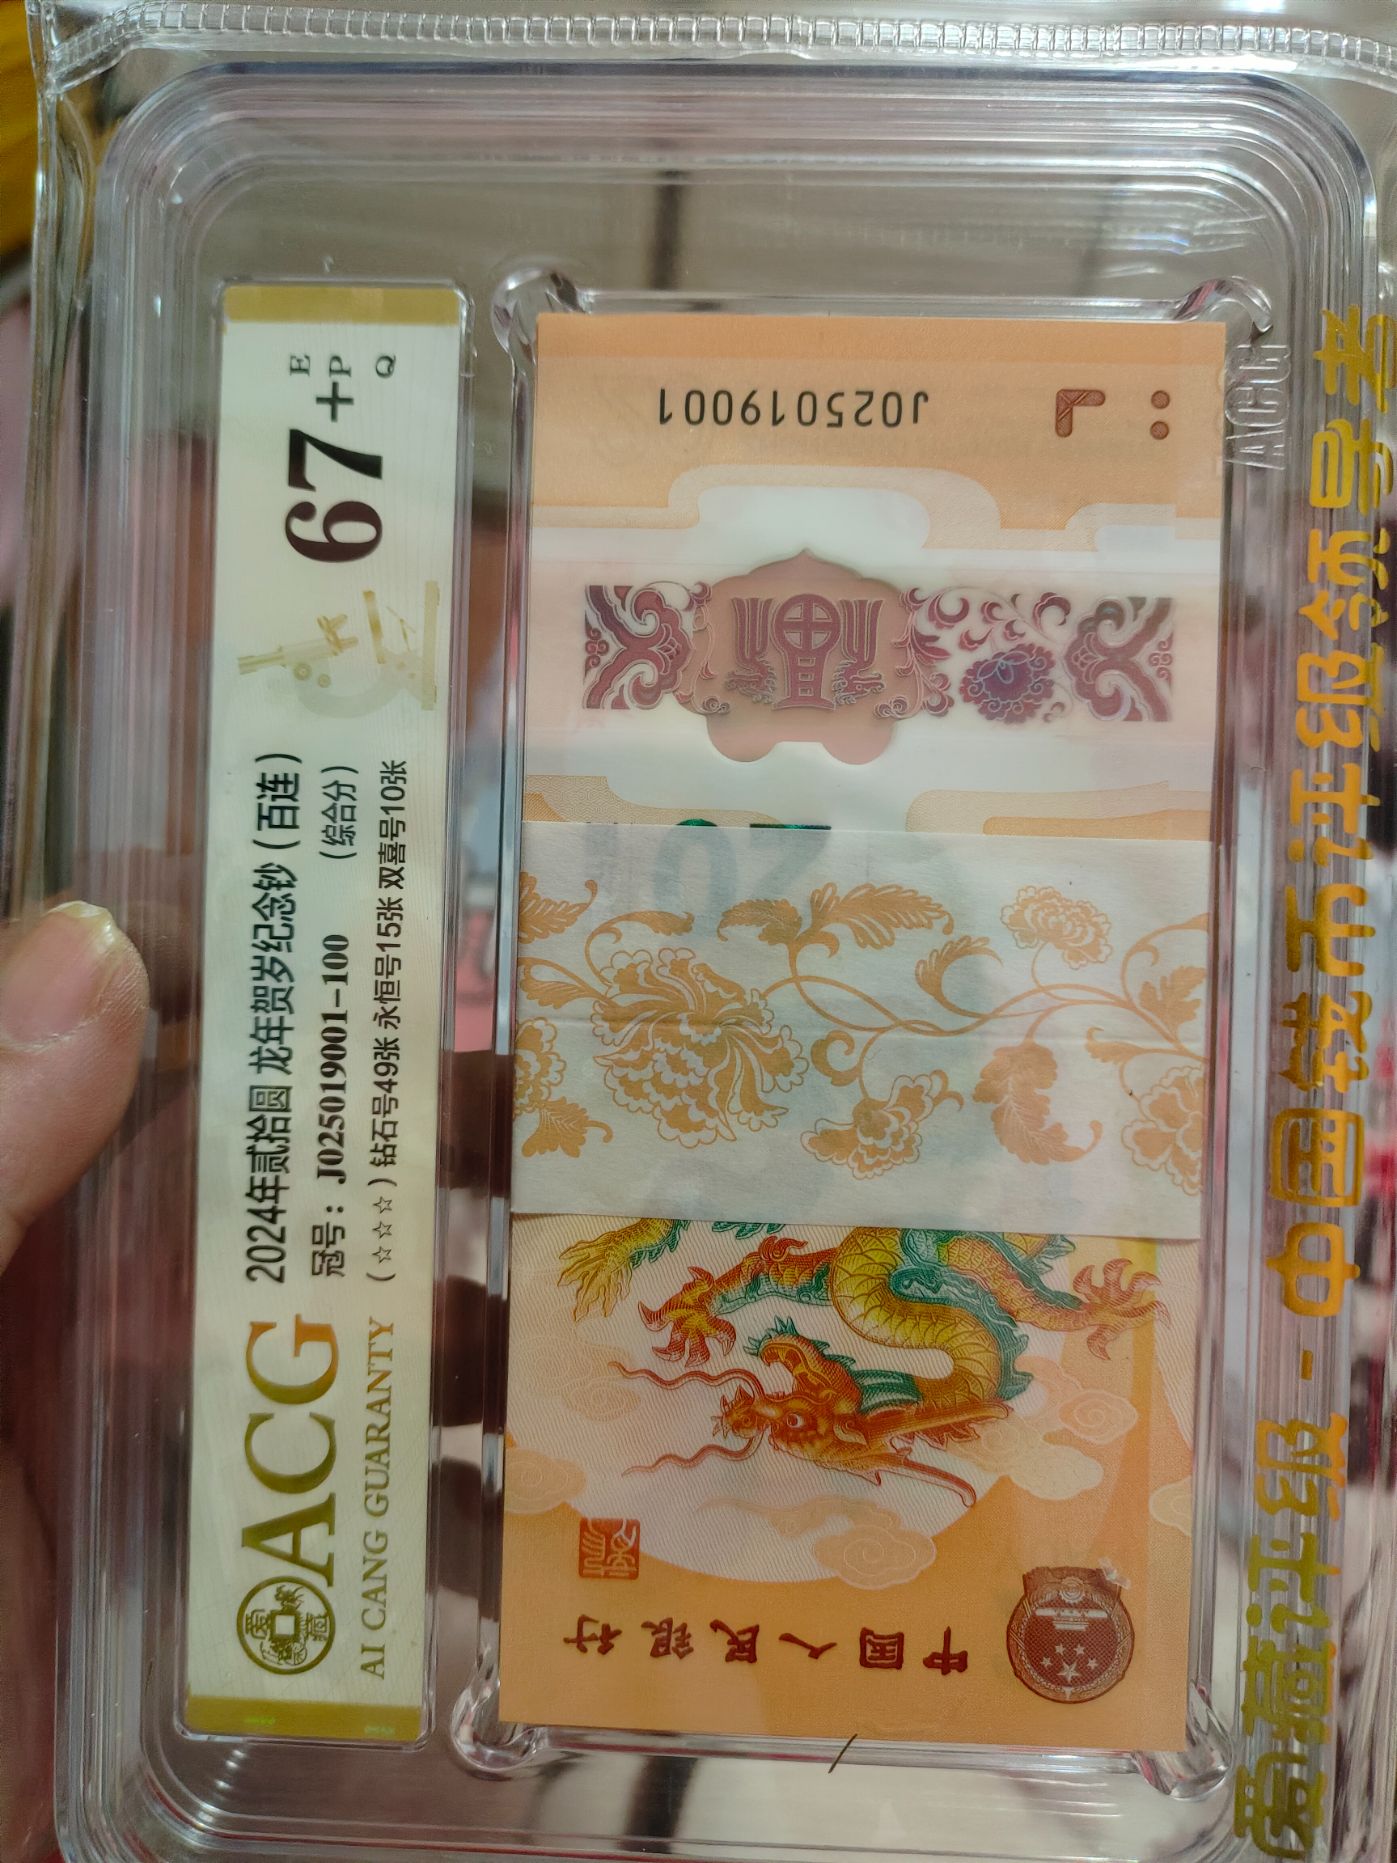 ACG
AI CANG GUARANTY
爱藏
2024年贰拾圆 龙年贺岁纪念钞（百连）
冠号：J025019001-100 （综合分）
（☆☆☆）钻石号49张 永恒号15张 双喜号10张
67+
E
P
Q
中国人民银行
20
J025019001
ACG
爱藏评级-中国钱币评级领导者